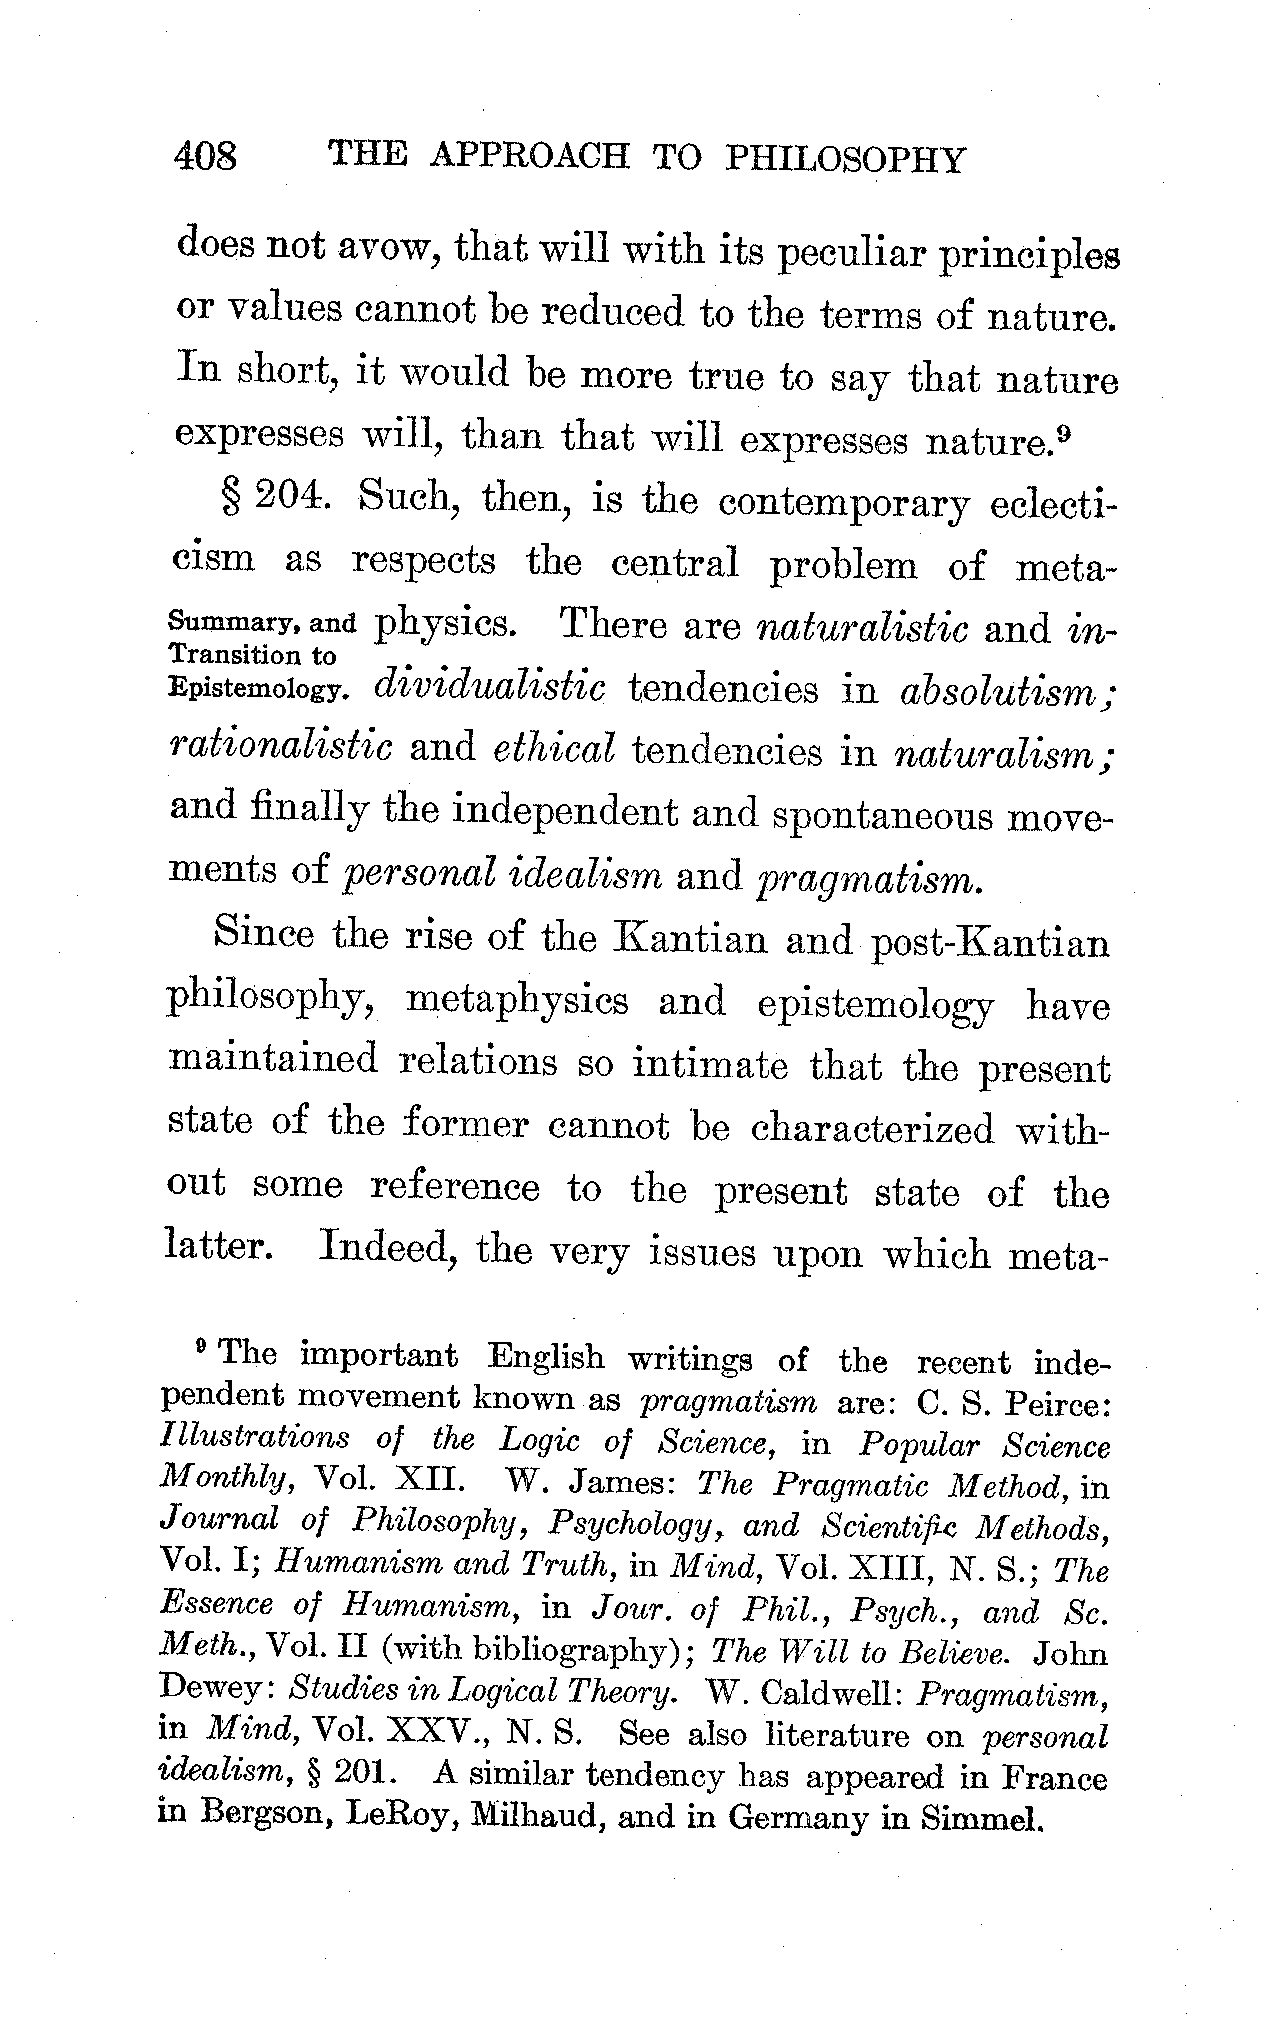 408 THE APPROACH TO PHILOSOPHY
does not avow, that will with its peculiar principles
or values cannot be reduced to the terms of nature.
In short, it would be more true to say that nature
expresses will, than that will expresses nature.⁹
§ 204. Such, then, is the contemporary eclecti-
cism as respects the central problem of meta-
Summary, and
Transition to
Epistemology.
physics. There are naturalistic and in-
dividualistic tendencies in absolutism;
rationalistic and ethical tendencies in naturalism;
and finally the independent and spontaneous move-
ments of personal idealism and pragmatism.
Since the rise of the Kantian and post-Kantian
philosophy, metaphysics and epistemology have
maintained relations so intimate that the present
state of the former cannot be characterized with-
out some reference to the present state of the
latter. Indeed, the very issues upon which meta-
⁹ The important English writings of the recent inde-
pendent movement known as pragmatism are: C. S. Peirce:
Illustrations of the Logic of Science, in Popular Science
Monthly, Vol. XII. W. James: The Pragmatic Method, in
Journal of Philosophy, Psychology, and Scientific Methods,
Vol. I; Humanism and Truth, in Mind, Vol. XIII, N. S.; The
Essence of Humanism, in Jour. of Phil., Psych., and Sc.
Meth., Vol. II (with bibliography); The Will to Believe. John
Dewey: Studies in Logical Theory. W. Caldwell: Pragmatism,
in Mind, Vol. XXV., N. S. See also literature on personal
idealism, § 201. A similar tendency has appeared in France
in Bergson, LeRoy, Milhaud, and in Germany in Simmel.